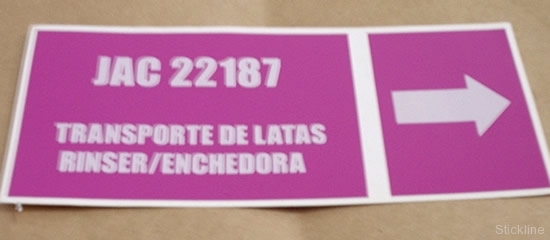 JAC 22187
TRANSPORTE DE LATAS
RINSER/ENCHEDORA
Stickline